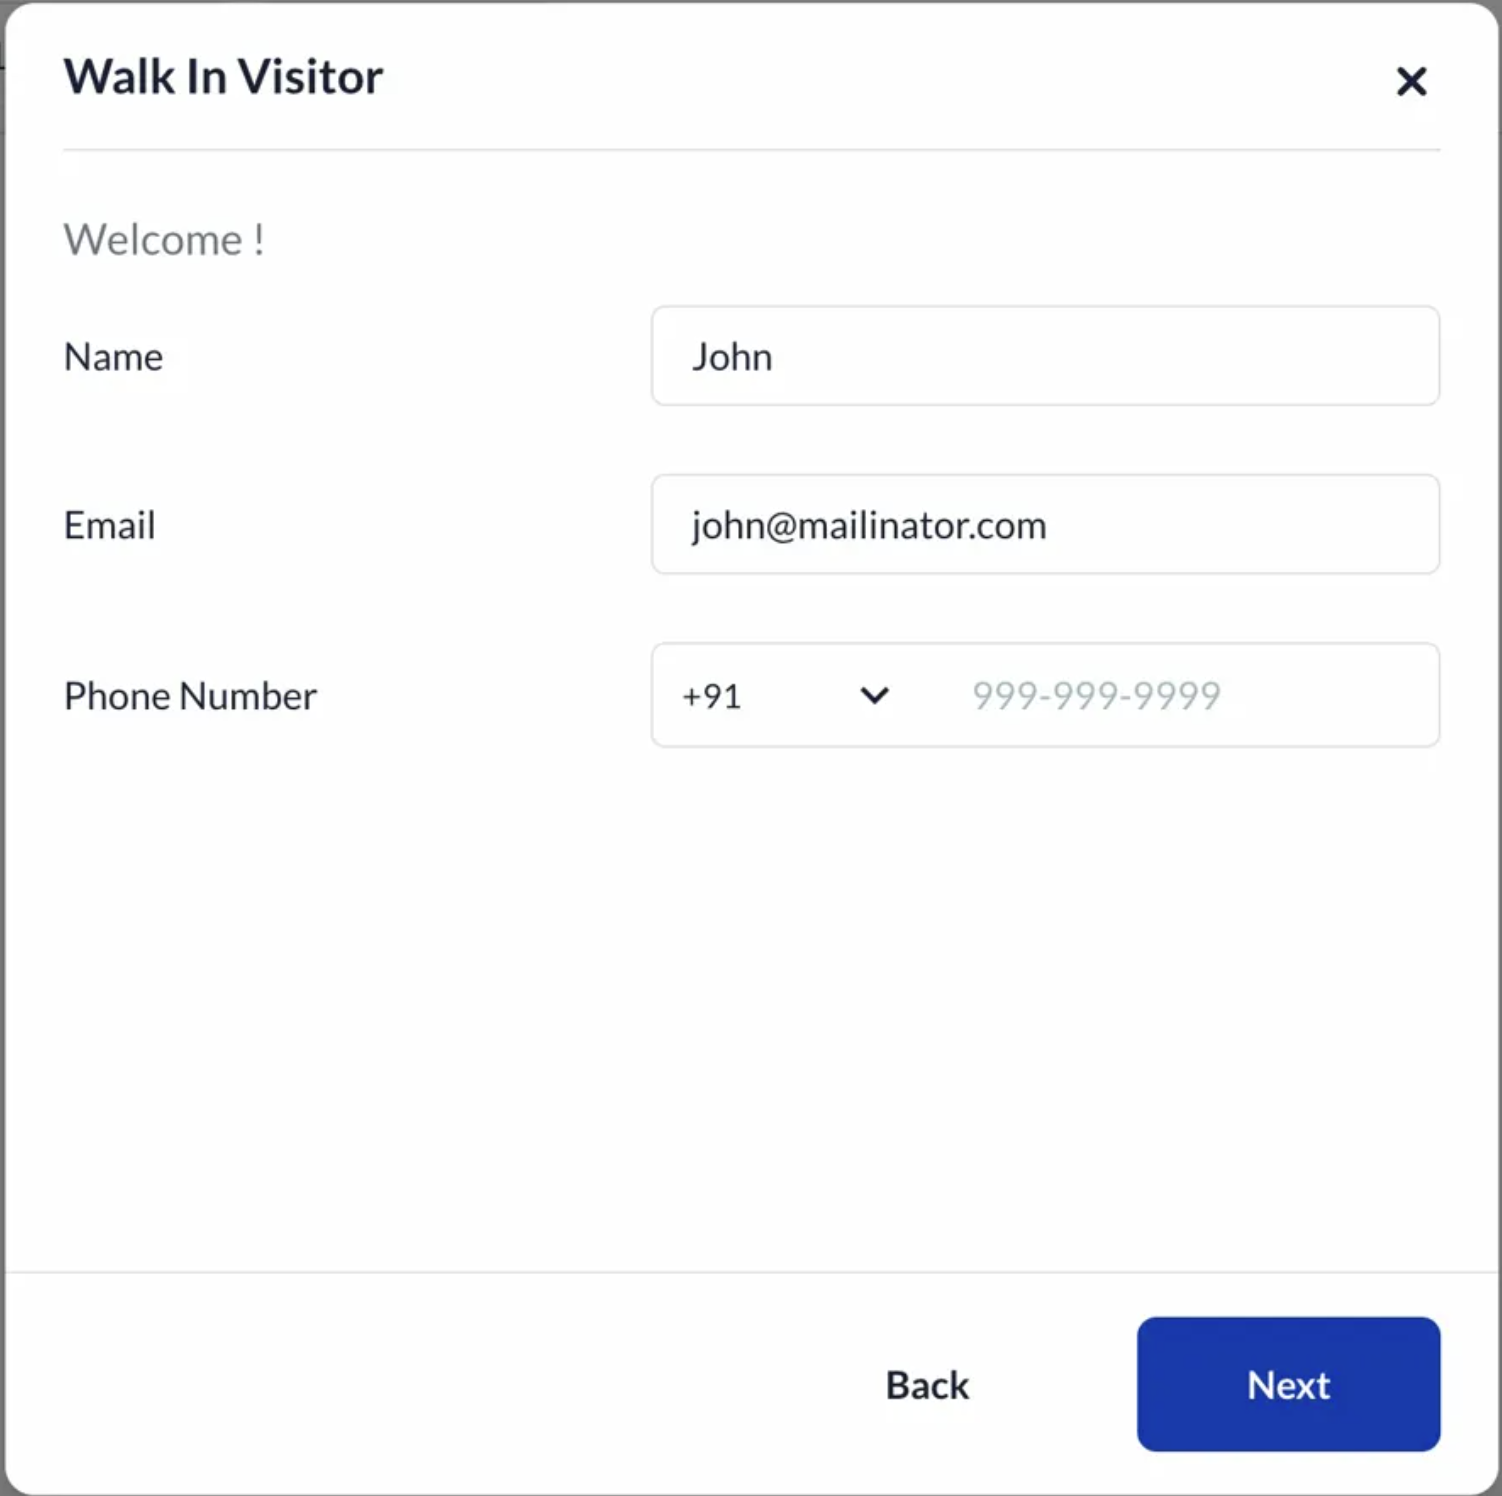 Walk In Visitor
Welcome !
Name
John
Email
john@mailinator.com
Phone Number
+91
999-999-9999
Back
Next